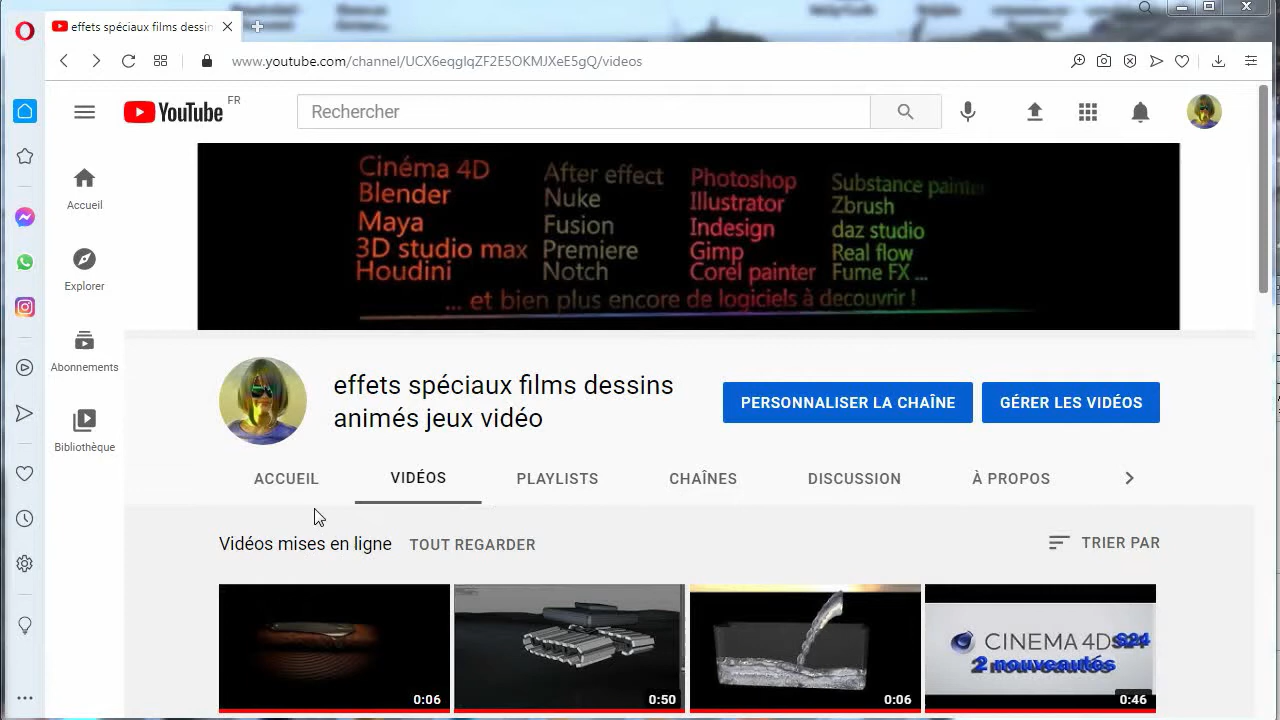 effets spéciaux films dessin
www.youtube.com/channel/UCX6eqglqZF2E5OKMJXeE5gQ/videos
YouTube FR
Rechercher
Accueil
Explorer
Abonnements
Bibliothèque
Cinéma 4D
Blender
Maya
3D studio max
Houdini
After effect
Nuke
Fusion
Premiere
Notch
Photoshop
Illustrator
Indesign
Gimp
Corel painter
Substance painter
Zbrush
daz studio
Real flow
Fume FX ...
... et bien plus encore de logiciels à decouvrir !
effets spéciaux films dessins
animés jeux vidéo
PERSONNALISER LA CHAÎNE
GÉRER LES VIDÉOS
ACCUEIL
VIDÉOS
PLAYLISTS
CHAÎNES
DISCUSSION
À PROPOS
Vidéos mises en ligne
TOUT REGARDER
TRIER PAR
0:06
0:50
0:06
CINEMA 4D S24
2 nouveautés
0:46